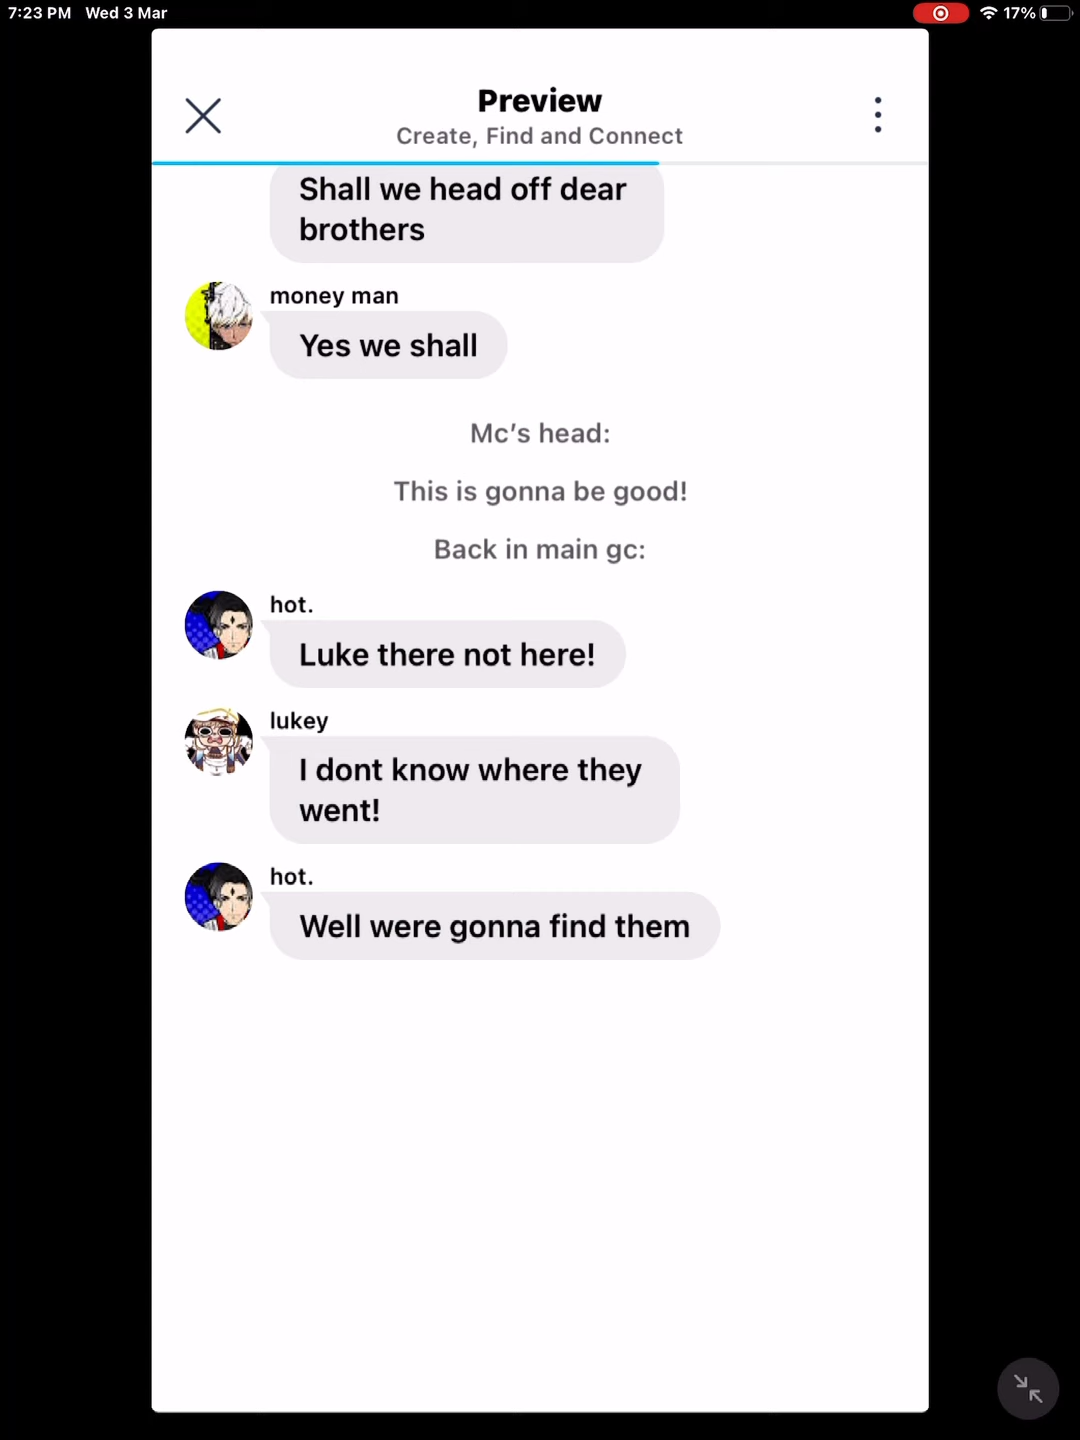 7:23 PM Wed 3 Mar 17%
Preview
Create, Find and Connect
Shall we head off dear
brothers
money man
Yes we shall
Mc's head:
This is gonna be good!
Back in main gc:
hot.
Luke there not here!
lukey
I dont know where they
went!
hot.
Well were gonna find them